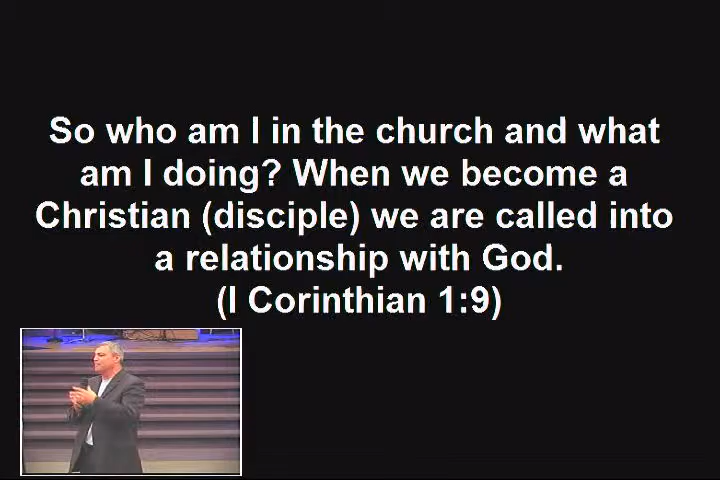 So who am I in the church and what
am I doing? When we become a
Christian (disciple) we are called into
a relationship with God.
(I Corinthian 1:9)